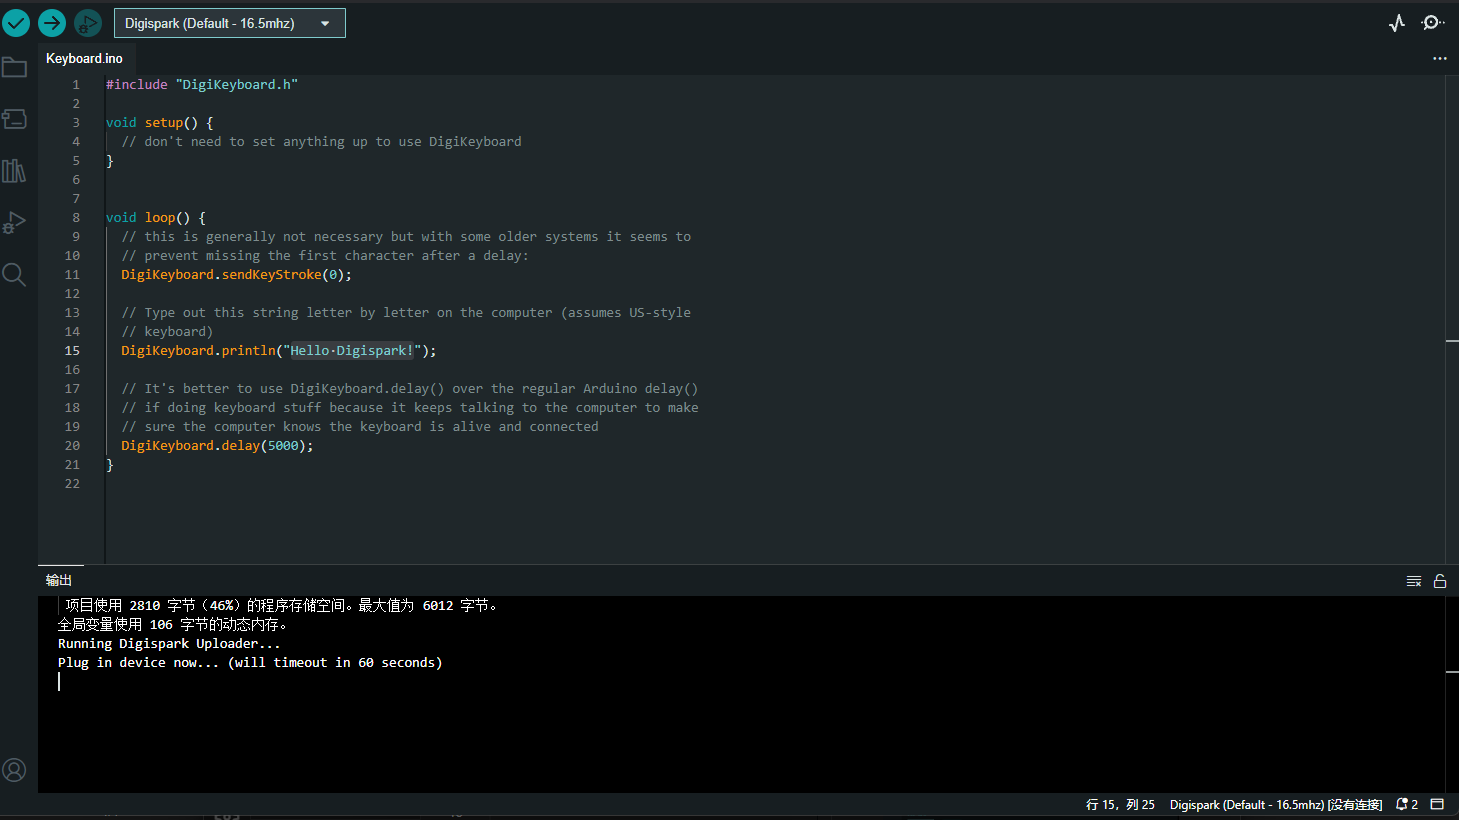 Digispark (Default - 16.5mhz)
Keyboard.ino
1 #include "DigiKeyboard.h"
2
3 void setup() {
4 // don't need to set anything up to use DigiKeyboard
5 }
6
7
8 void loop() {
9 // this is generally not necessary but with some older systems it seems to
10 // prevent missing the first character after a delay:
11 DigiKeyboard.sendKeyStroke(0);
12
13 // Type out this string letter by letter on the computer (assumes US-style
14 // keyboard)
15 DigiKeyboard.println("Hello·Digispark!");
16
17 // It's better to use DigiKeyboard.delay() over the regular Arduino delay()
18 // if doing keyboard stuff because it keeps talking to the computer to make
19 // sure the computer knows the keyboard is alive and connected
20 DigiKeyboard.delay(5000);
21 }
22
输出
项目使用 2810 字节（46%）的程序存储空间。最大值为 6012 字节。
全局变量使用 106 字节的动态内存。
Running Digispark Uploader...
Plug in device now... (will timeout in 60 seconds)
行 15，列 25 Digispark (Default - 16.5mhz) [没有连接] 2